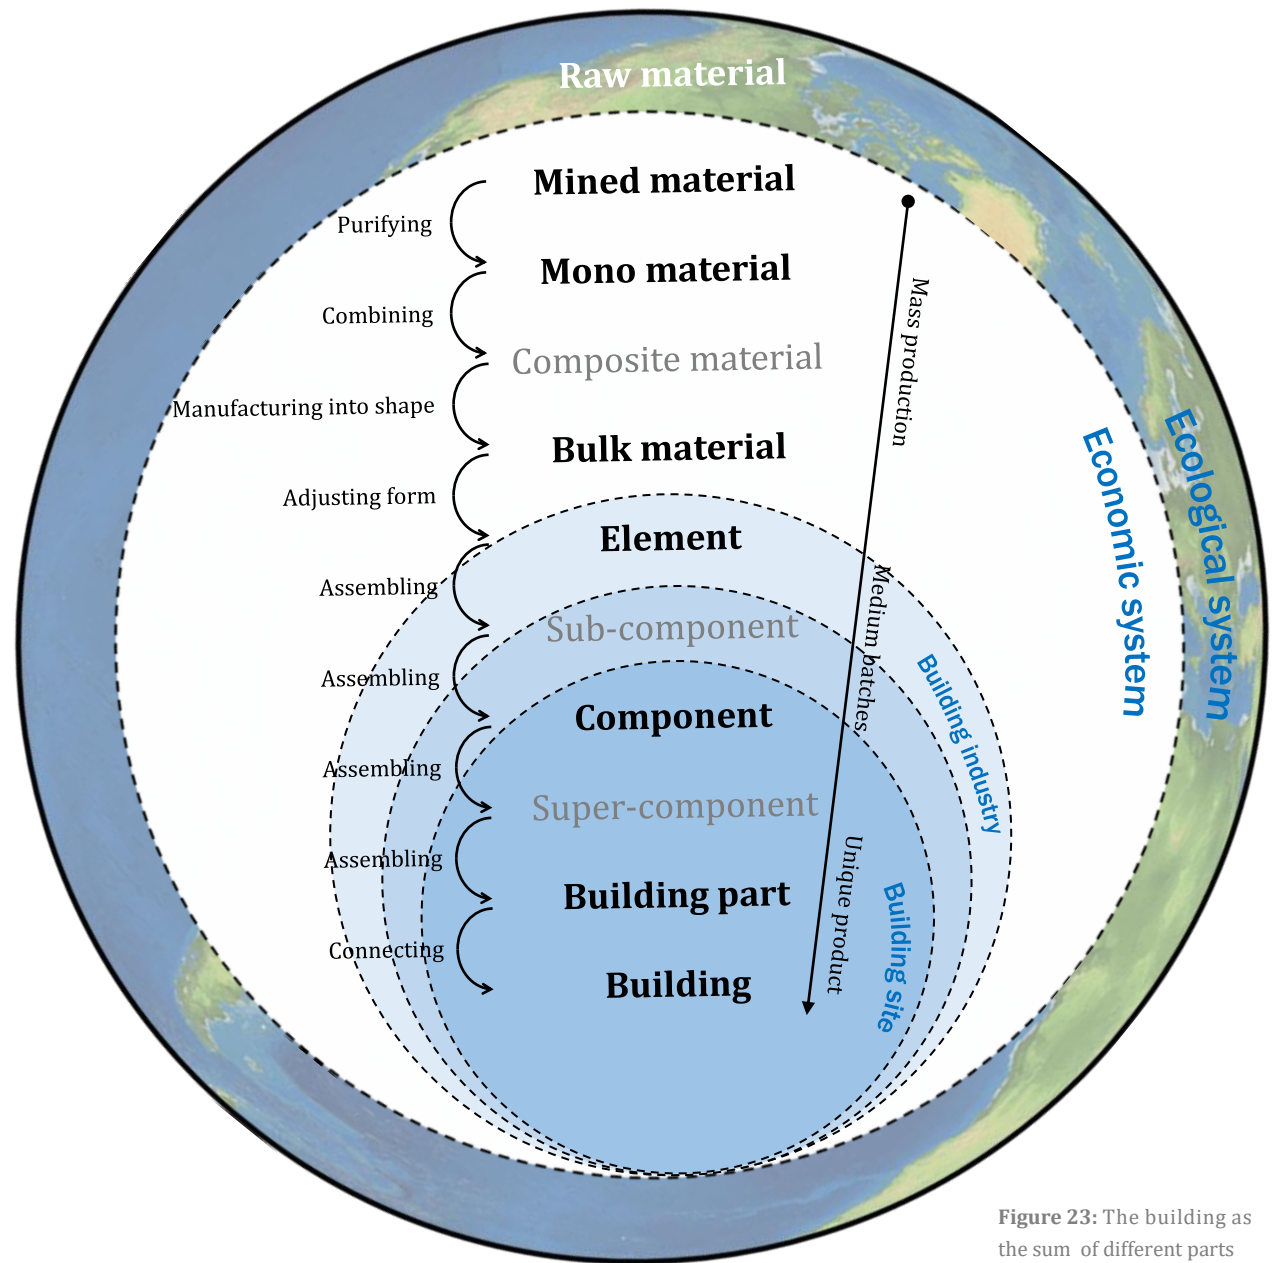 Raw material
Mined material
Purifying
Mono material
Combining
Composite material
Manufacturing into shape
Bulk material
Adjusting form
Element
Assembling
Sub-component
Assembling
Component
Assembling
Super-component
Assembling
Building part
Connecting
Building
Mass production
Medium batches
Unique product
Building site
Building industry
Economic system
Ecological system
Figure 23: The building as
the sum  of different parts